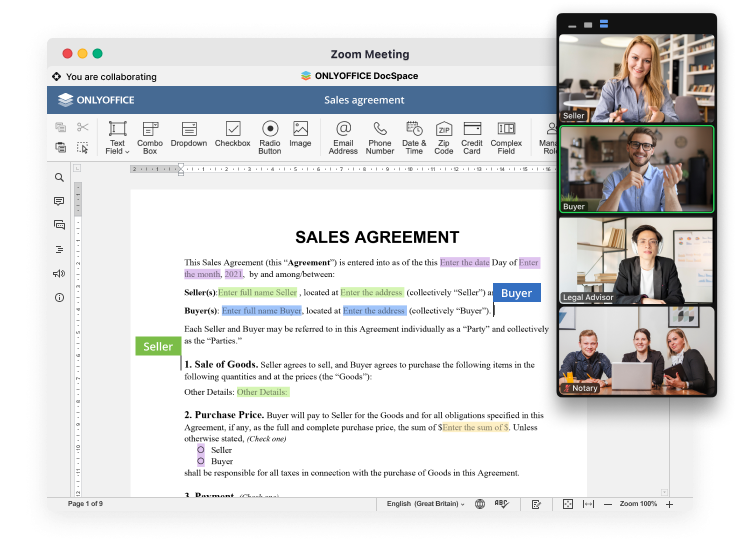 Zoom Meeting
You are collaborating
ONLYOFFICE DocSpace
ONLYOFFICE
Sales agreement
Text Field
Combo Box
Dropdown
Checkbox
Radio Button
Image
Email Address
Phone Number
Date & Time
ZIP
Zip Code
Credit Card
Complex Field
Mana
Role
SALES AGREEMENT
This Sales Agreement (this “Agreement”) is entered into as of the this Enter the date Day of Enter
the month, 2021, by and among/between:
Seller(s):Enter full name Seller , located at Enter the address (collectively “Seller”) a
Buyer
Buyer(s): Enter full name Buyer, located at Enter the address (collectively “Buyer”).
Each Seller and Buyer may be referred to in this Agreement individually as a “Party” and collectively
as the “Parties.”
Seller
1. Sale of Goods. Seller agrees to sell, and Buyer agrees to purchase the following items in the
following quantities and at the prices (the “Goods”):
Other Details: Other Details:
2. Purchase Price. Buyer will pay to Seller for the Goods and for all obligations specified in this
Agreement, if any, as the full and complete purchase price, the sum of $Enter the sum of $. Unless
otherwise stated, (Check one)
Seller
Buyer
shall be responsible for all taxes in connection with the purchase of Goods in this Agreement.
3. Payment. (Check one)
Page 1 of 9
English (Great Britain)
Zoom 100%
Seller
Buyer
Legal Advisor
Notary